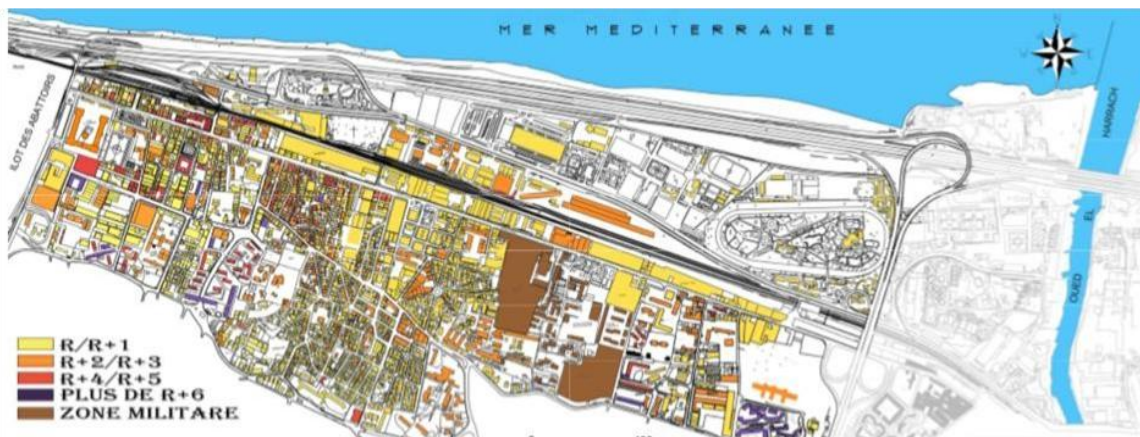 MER MEDITERRANEE
N
E
ILOT DES ABATTOIRS
HARRACH
EL
OUED
R/R+1
R+2/R+3
R+4/R+5
PLUS DE R+6
ZONE MILITARE